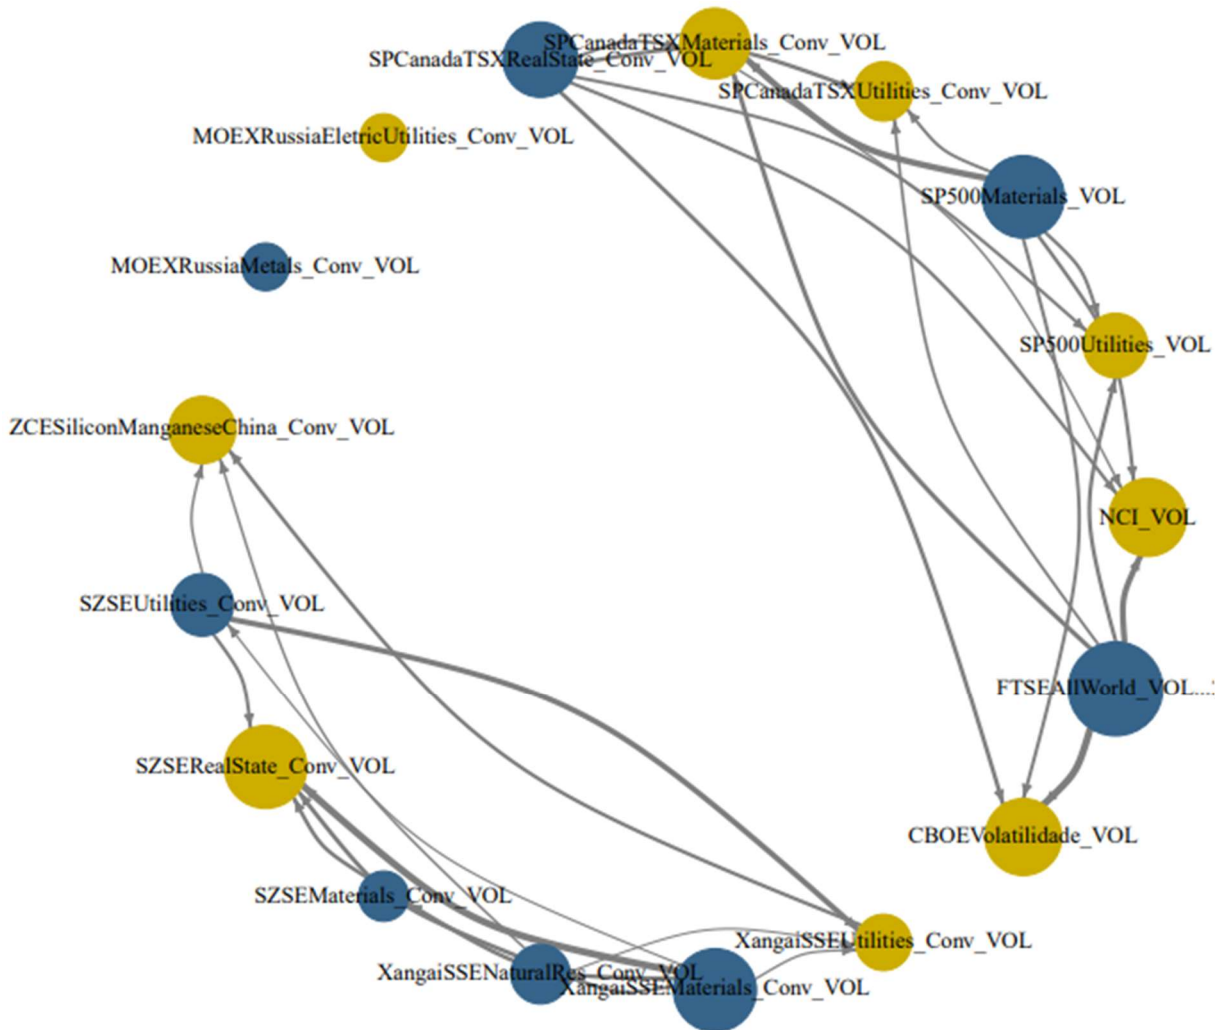 SPCanadaTSXMaterials_Conv_VOL
SPCanadaTSXRealState_Conv_VOL
SPCanadaTSXUtilities_Conv_VOL
MOEXRussiaEletricUtilities_Conv_VOL
SP500Materials_VOL
MOEXRussiaMetals_Conv_VOL
SP500Utilities_VOL
ZCESiliconManganeseChina_Conv_VOL
NCI_VOL
SZSEUtilities_Conv_VOL
FTSEAllWorld_VOL...
SZSERealState_Conv_VOL
CBOEVolatilidade_VOL
SZSEMaterials_Conv_VOL
XangaiSSEUtilities_Conv_VOL
XangaiSSENaturalRes_Conv_VOL
XangaiSSEMaterials_Conv_VOL